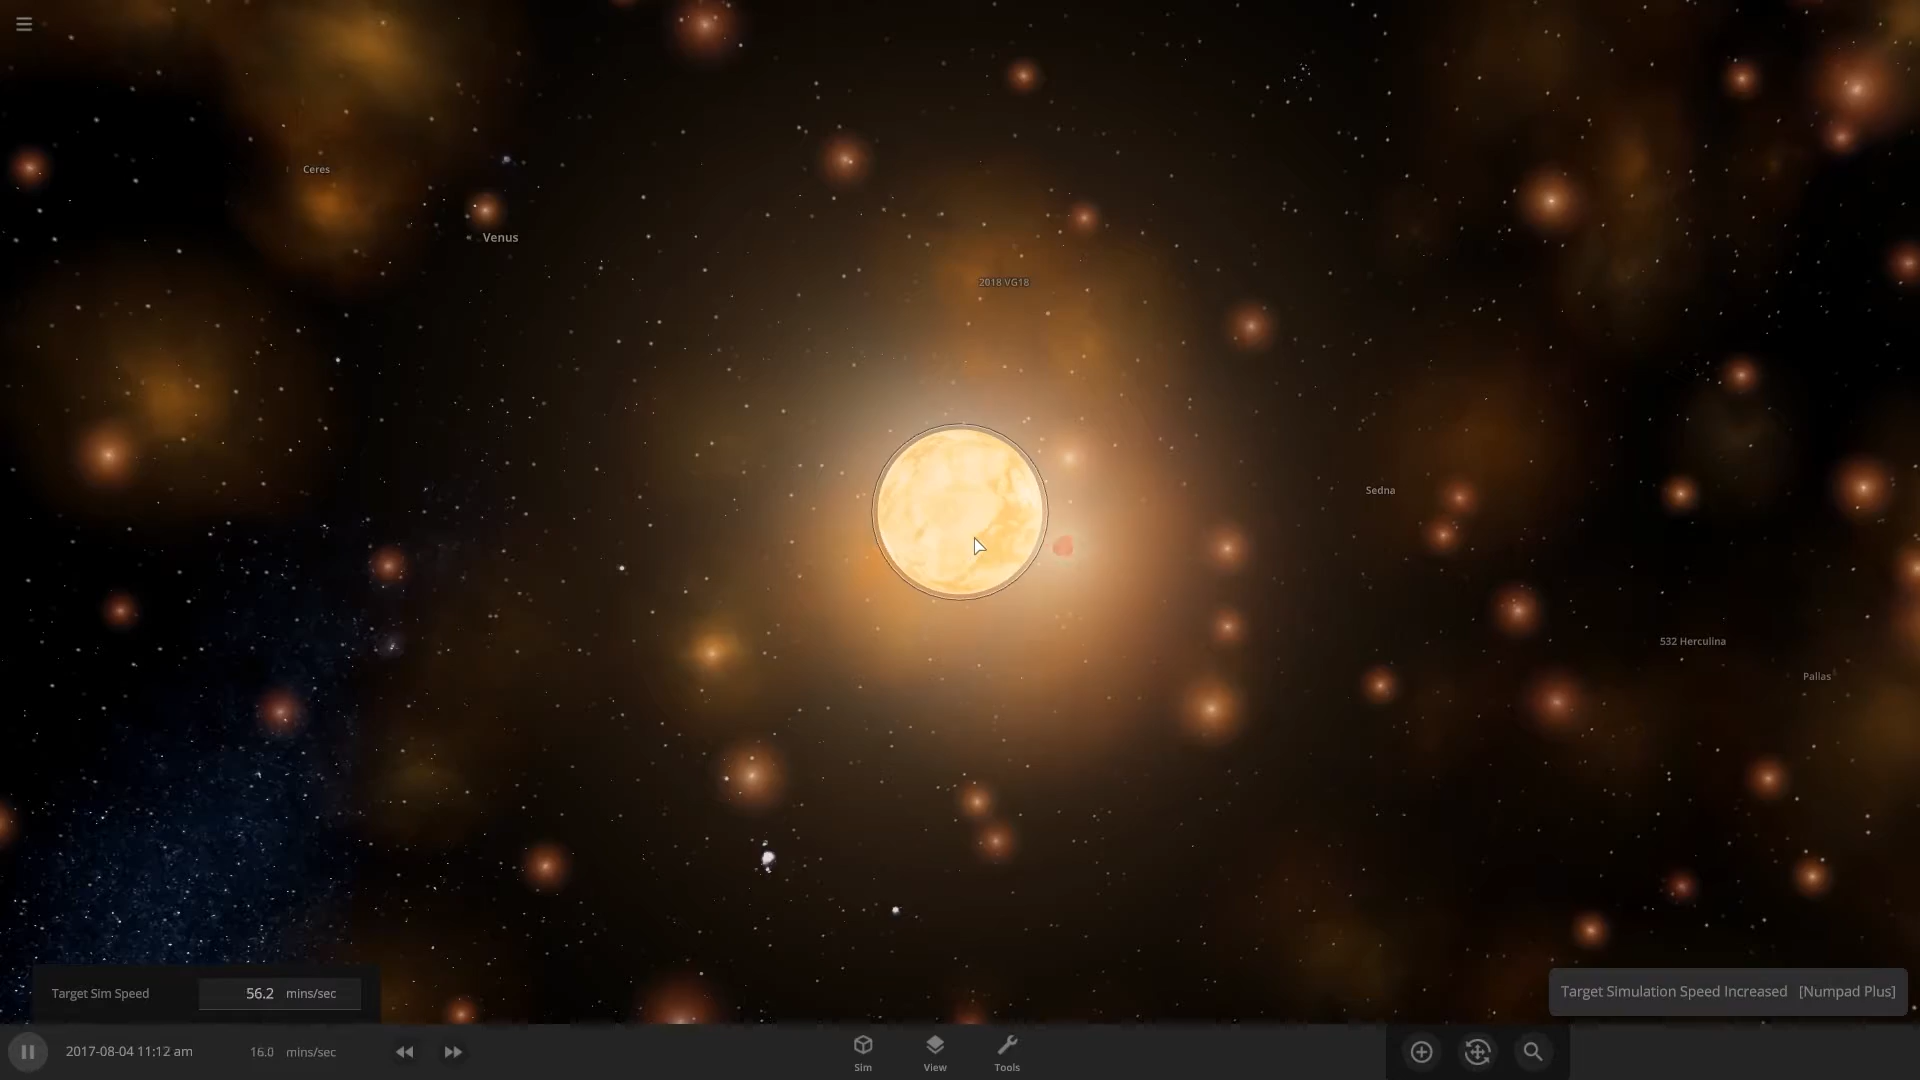 Ceres
Venus
2018 VG18
Sedna
532 Herculina
Pallas
Target Sim Speed 56.2 mins/sec
Target Simulation Speed Increased [Numpad Plus]
2017-08-04 11:12 am 16.0 mins/sec
Sim View Tools